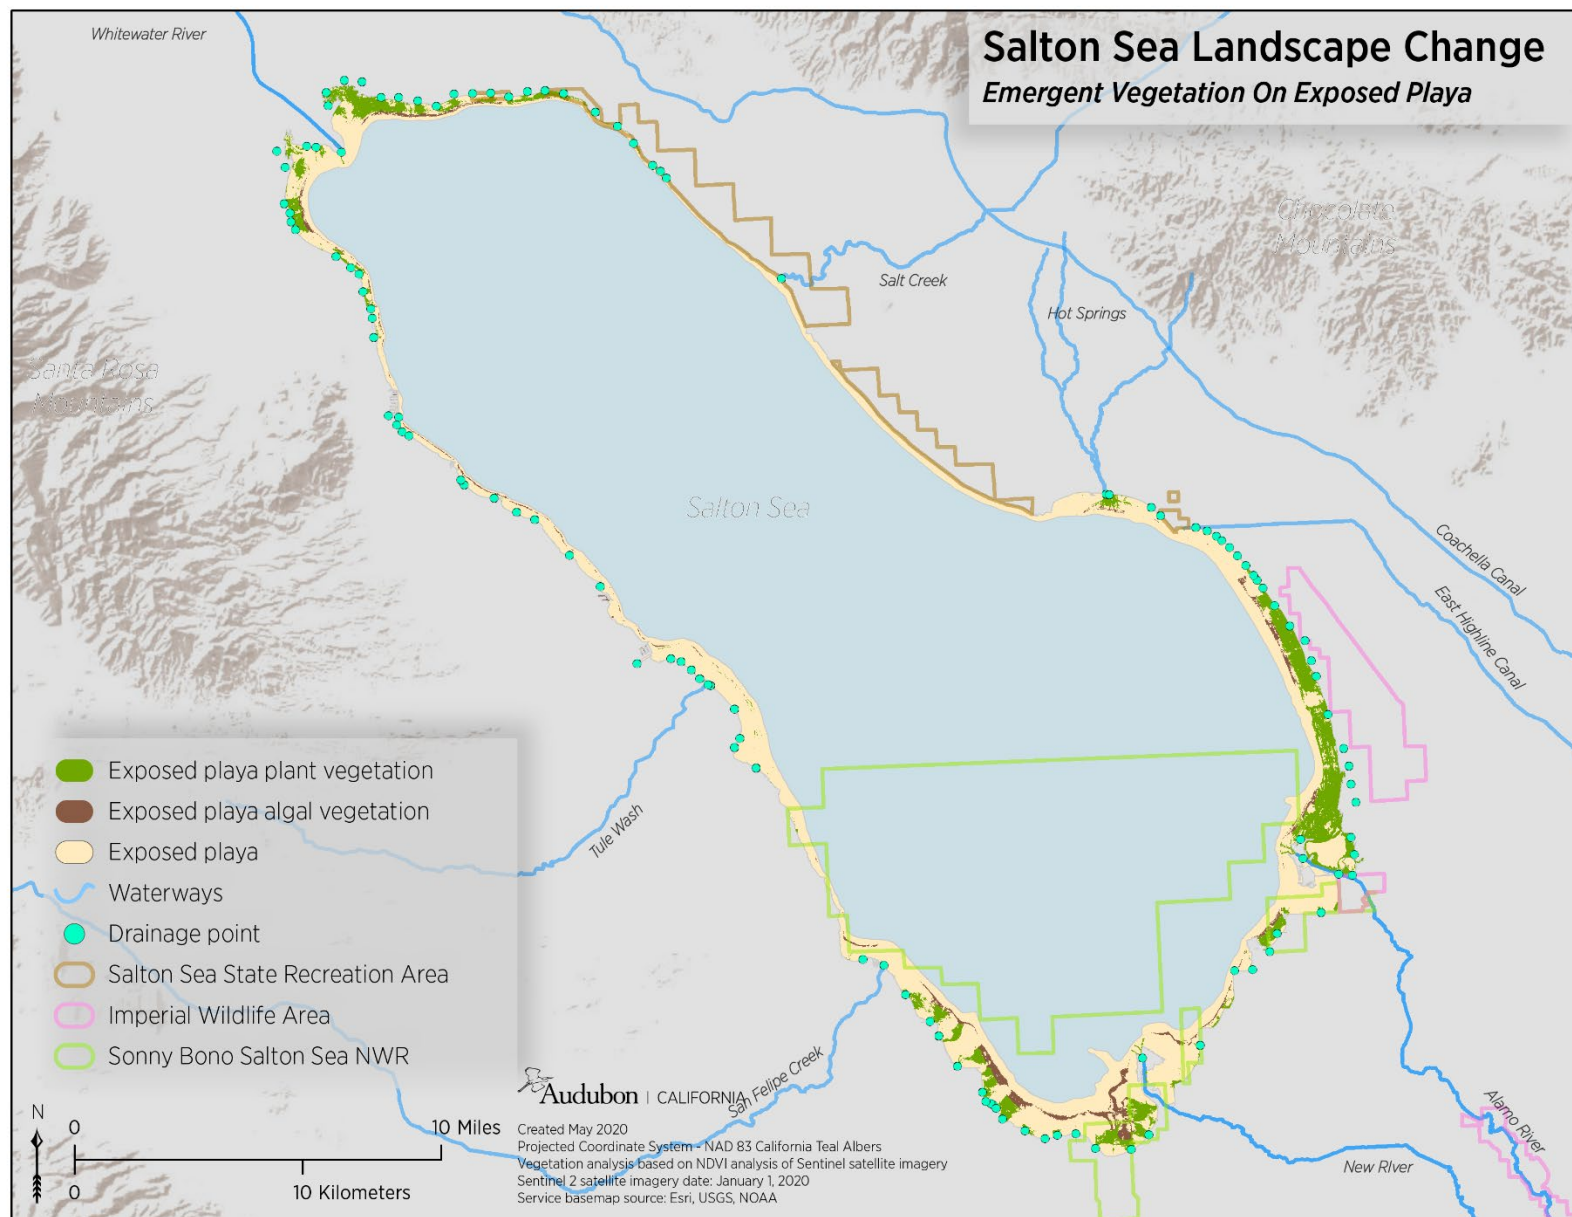 Whitewater River
Salton Sea Landscape Change
Emergent Vegetation On Exposed Playa
Chocolate
Mountains
Salt Creek
Hot Springs
Santa Rosa
Mountains
Salton Sea
Coachella Canal
East Highline Canal
Tule Wash
Exposed playa plant vegetation
Exposed playa algal vegetation
Exposed playa
Waterways
Drainage point
Salton Sea State Recreation Area
Imperial Wildlife Area
Sonny Bono Salton Sea NWR
San Felipe Creek
Alamo River
New RIver
Audubon | CALIFORNIA
N
0
10 Miles
0
10 Kilometers
Created May 2020
Projected Coordinate System - NAD 83 California Teal Albers
Vegetation analysis based on NDVI analysis of Sentinel satellite imagery
Sentinel 2 satellite imagery date: January 1, 2020
Service basemap source: Esri, USGS, NOAA